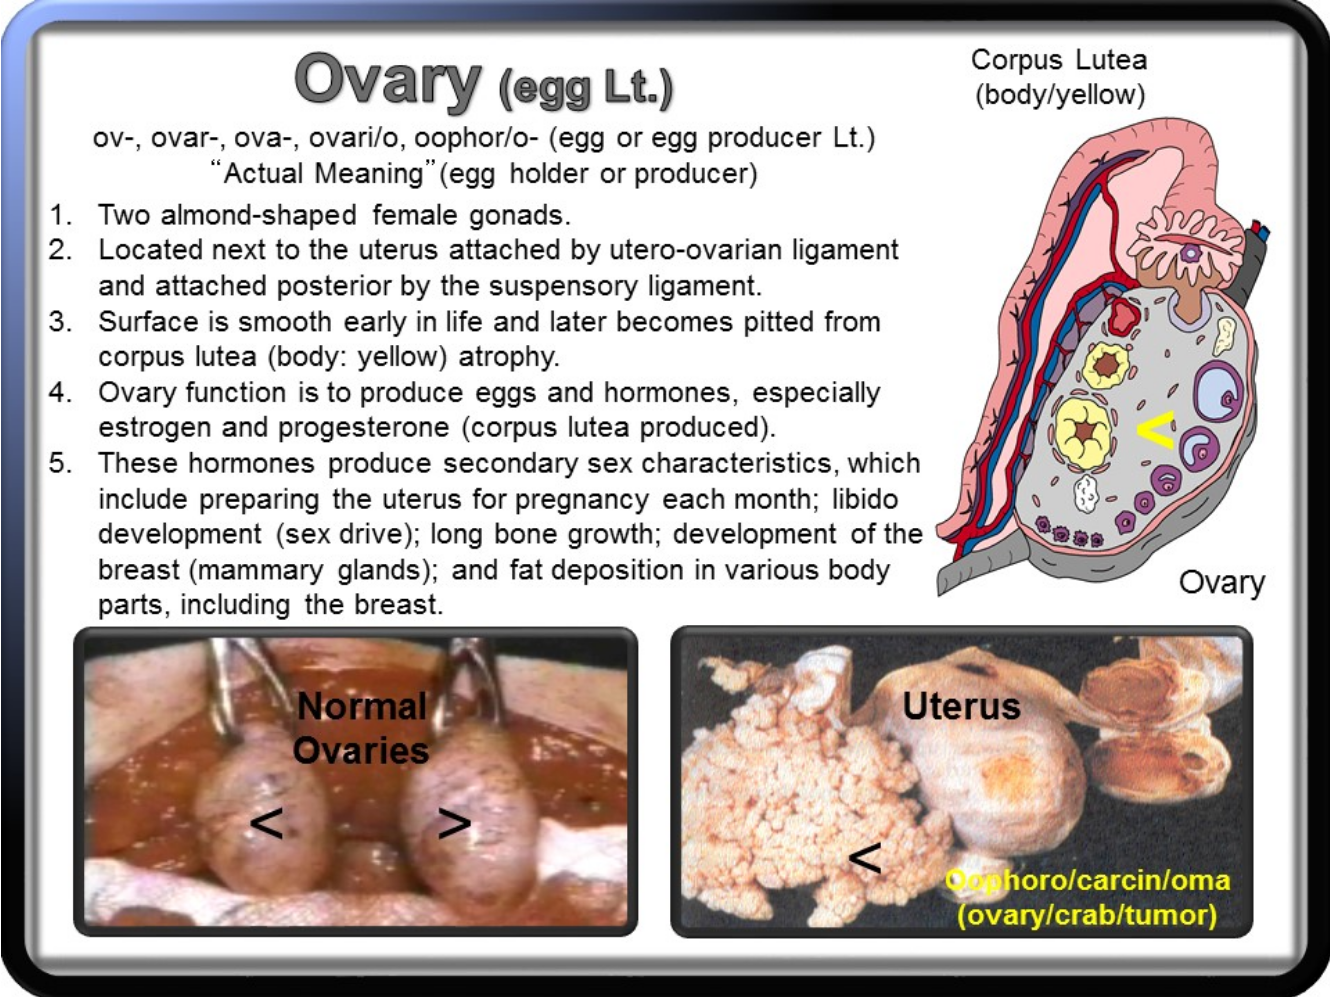 Ovary (egg Lt.)
ov-, ovar-, ova-, ovari/o, oophor/o- (egg or egg producer Lt.)
“Actual Meaning” (egg holder or producer)
1. Two almond-shaped female gonads.
2. Located next to the uterus attached by utero-ovarian ligament
and attached posterior by the suspensory ligament.
3. Surface is smooth early in life and later becomes pitted from
corpus lutea (body: yellow) atrophy.
4. Ovary function is to produce eggs and hormones, especially
estrogen and progesterone (corpus lutea produced).
5. These hormones produce secondary sex characteristics, which
include preparing the uterus for pregnancy each month; libido
development (sex drive); long bone growth; development of the
breast (mammary glands); and fat deposition in various body
parts, including the breast.
Corpus Lutea
(body/yellow)
<
Ovary
Normal
Ovaries
< >
Uterus
<
Oophoro/carcin/oma
(ovary/crab/tumor)